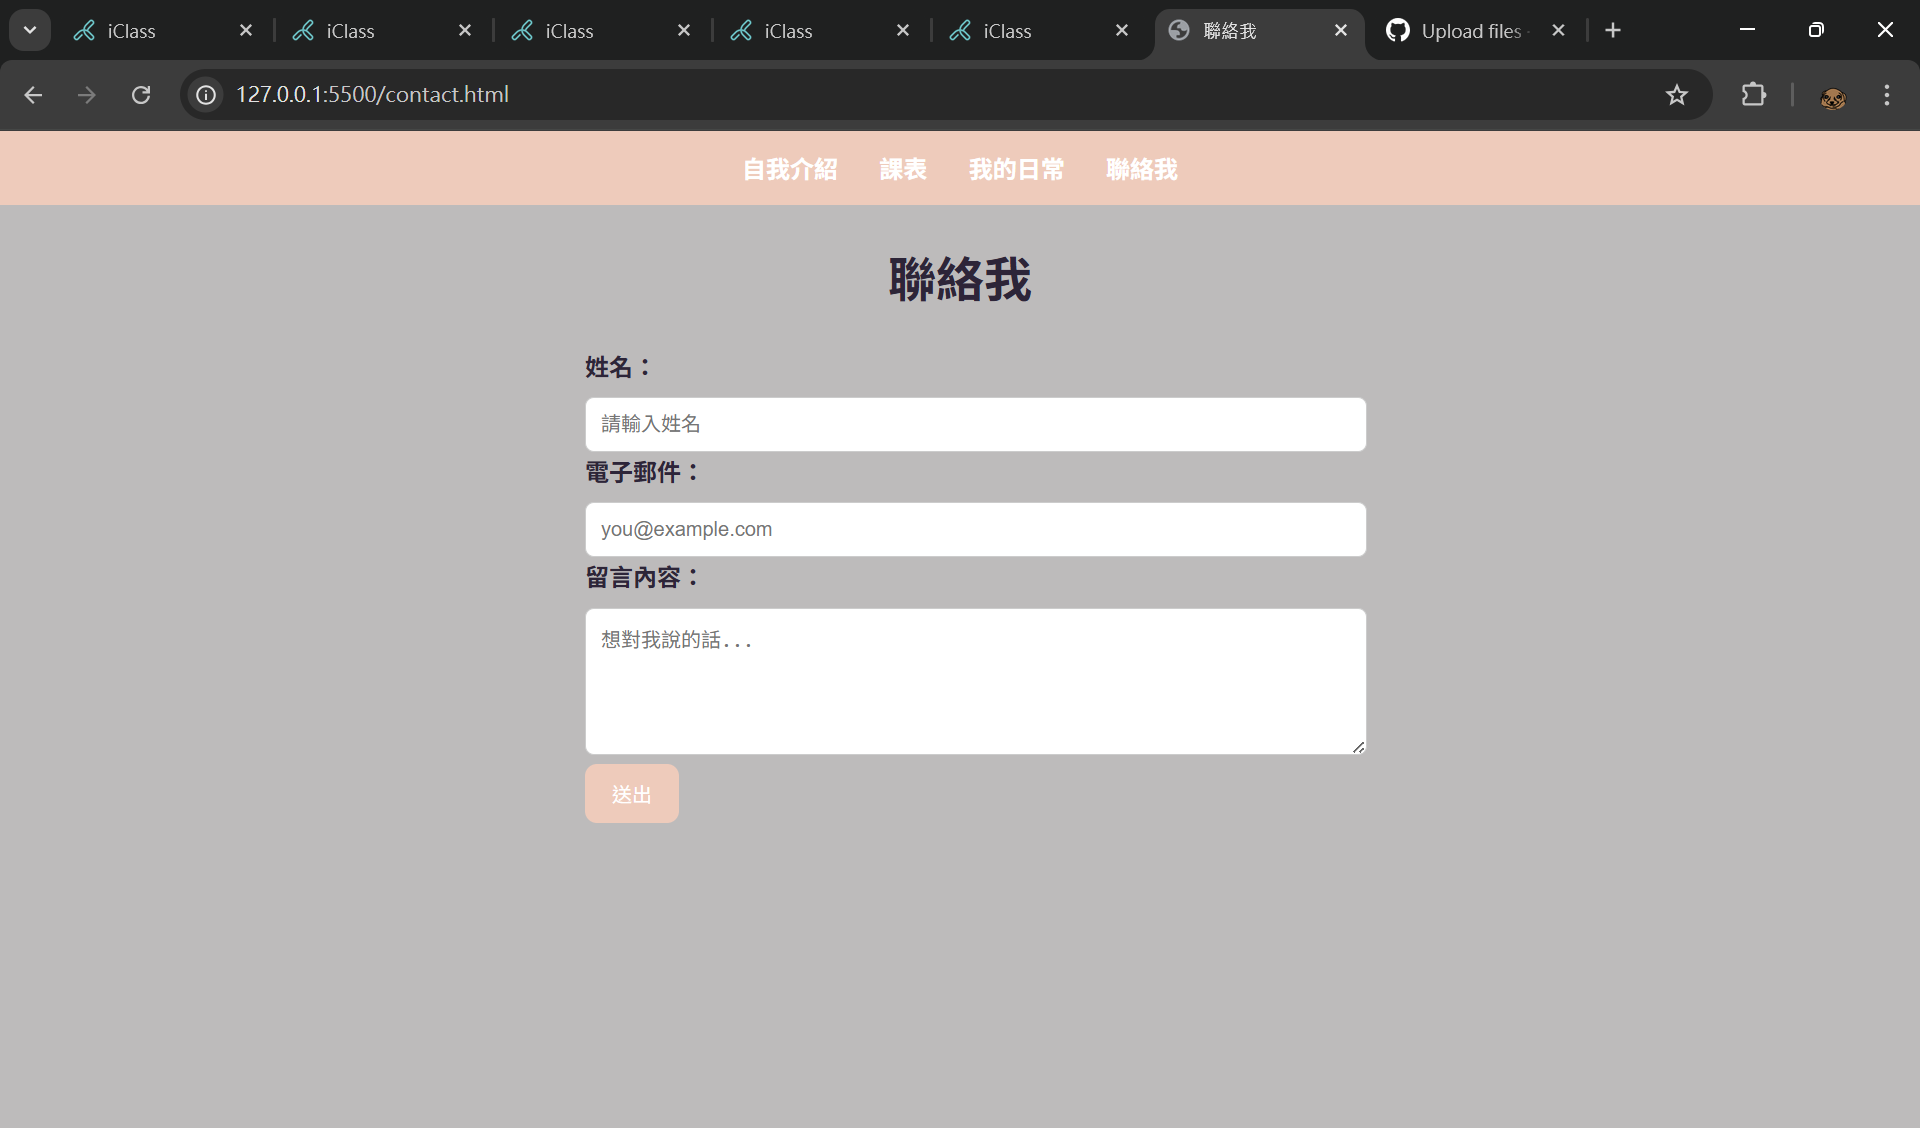 iClass iClass iClass iClass iClass 聯絡我 Upload files ·
127.0.0.1:5500/contact.html
自我介紹 課表 我的日常 聯絡我
聯絡我
姓名：
請輸入姓名
電子郵件：
you@example.com
留言內容：
想對我說的話...
送出